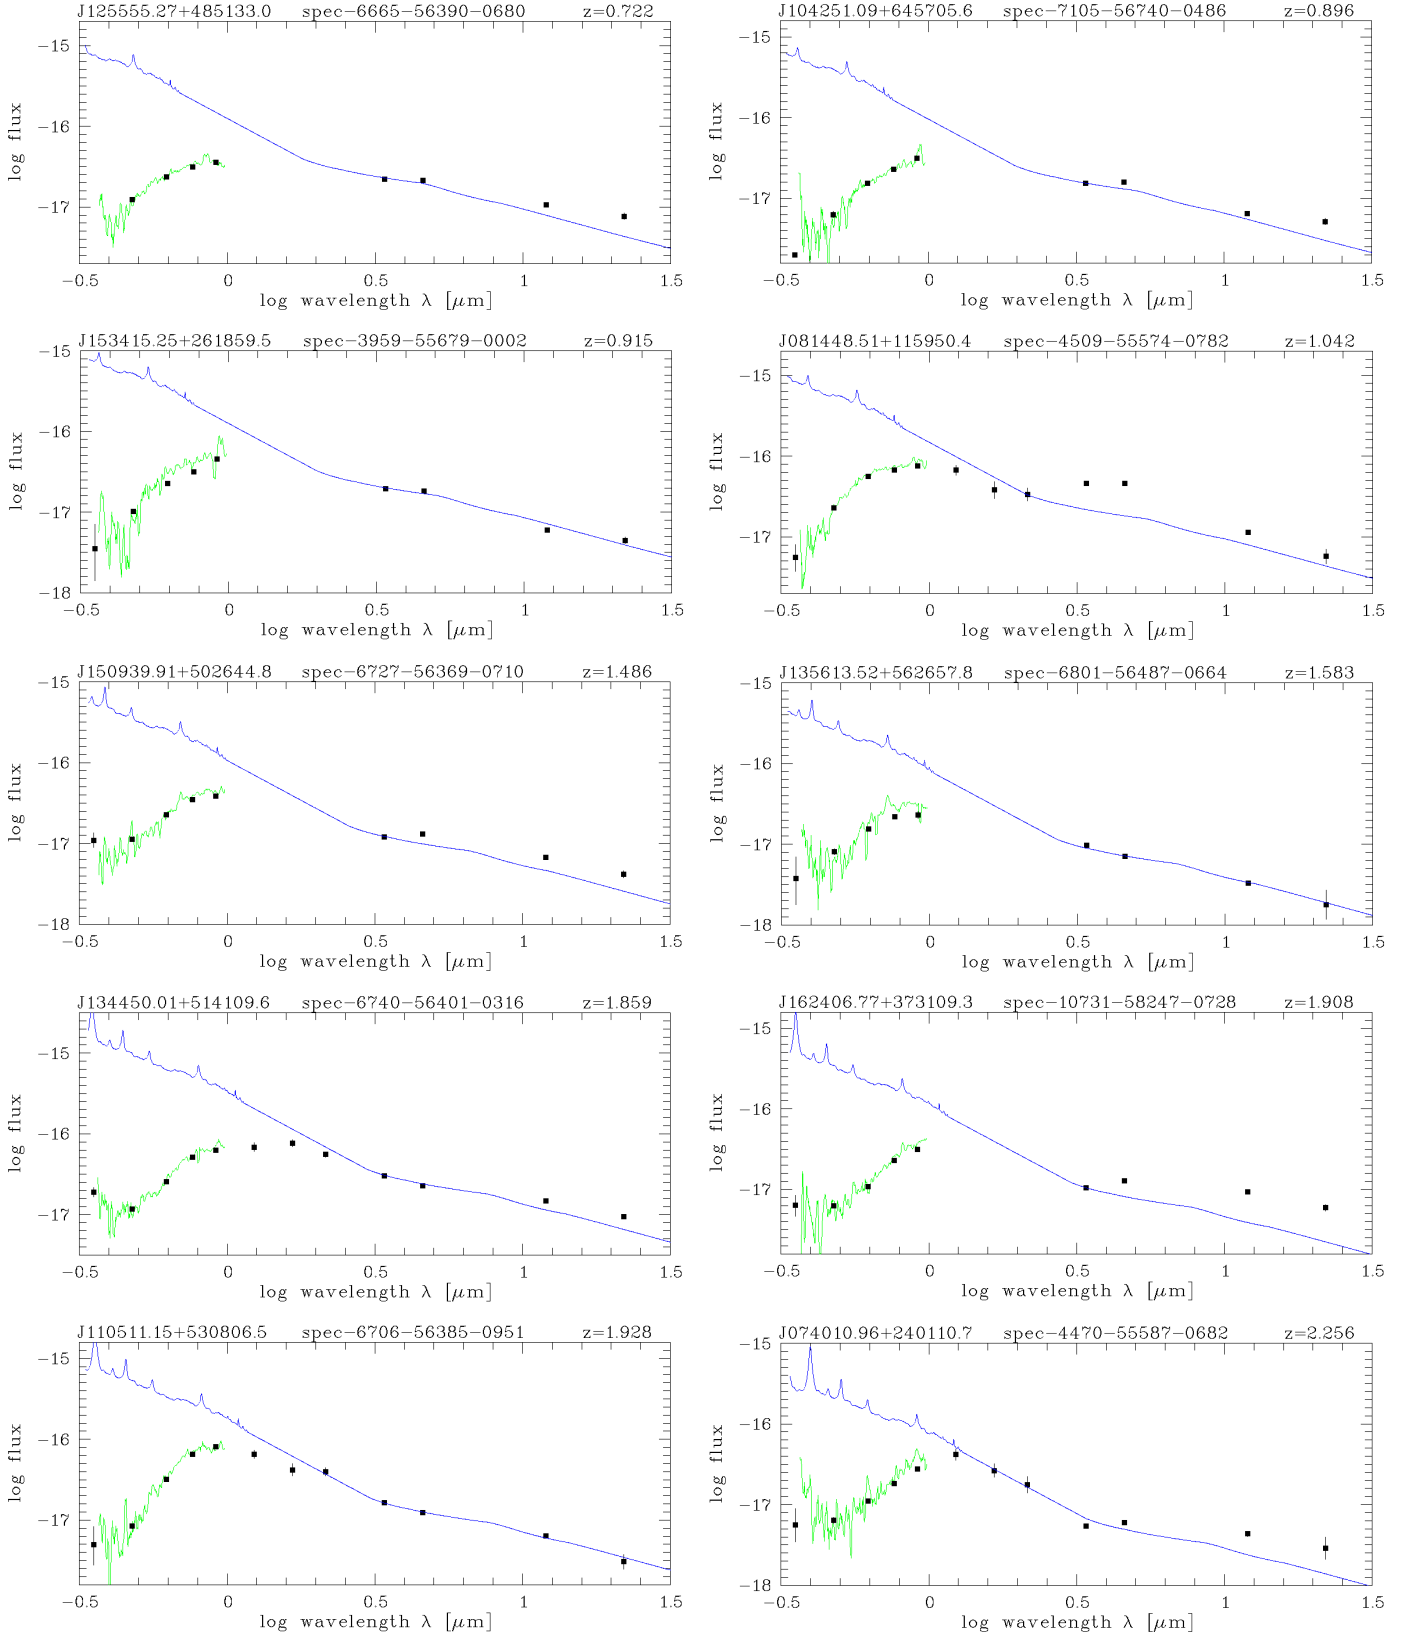 J125555.27+485133.0 spec-6665-56390-0680 z=0.722
log flux
-15
-16
-17
-0.5 0 0.5 1 1.5
log wavelength λ [μm]
J104251.09+645705.6 spec-7105-56740-0486 z=0.896
log flux
-15
-16
-17
-0.5 0 0.5 1 1.5
log wavelength λ [μm]
J153415.25+261859.5 spec-3959-55679-0002 z=0.915
log flux
-15
-16
-17
-18
-0.5 0 0.5 1 1.5
log wavelength λ [μm]
J081448.51+115950.4 spec-4509-55574-0782 z=1.042
log flux
-15
-16
-17
-0.5 0 0.5 1 1.5
log wavelength λ [μm]
J150939.91+502644.8 spec-6727-56369-0710 z=1.486
log flux
-15
-16
-17
-18
-0.5 0 0.5 1 1.5
log wavelength λ [μm]
J135613.52+562657.8 spec-6801-56487-0664 z=1.583
log flux
-15
-16
-17
-18
-0.5 0 0.5 1 1.5
log wavelength λ [μm]
J134450.01+514109.6 spec-6740-56401-0316 z=1.859
log flux
-15
-16
-17
-0.5 0 0.5 1 1.5
log wavelength λ [μm]
J162406.77+373109.3 spec-10731-58247-0728 z=1.908
log flux
-15
-16
-17
-0.5 0 0.5 1 1.5
log wavelength λ [μm]
J110511.15+530806.5 spec-6706-56385-0951 z=1.928
log flux
-15
-16
-17
-0.5 0 0.5 1 1.5
log wavelength λ [μm]
J074010.96+240110.7 spec-4470-55587-0682 z=2.256
log flux
-15
-16
-17
-18
-0.5 0 0.5 1 1.5
log wavelength λ [μm]